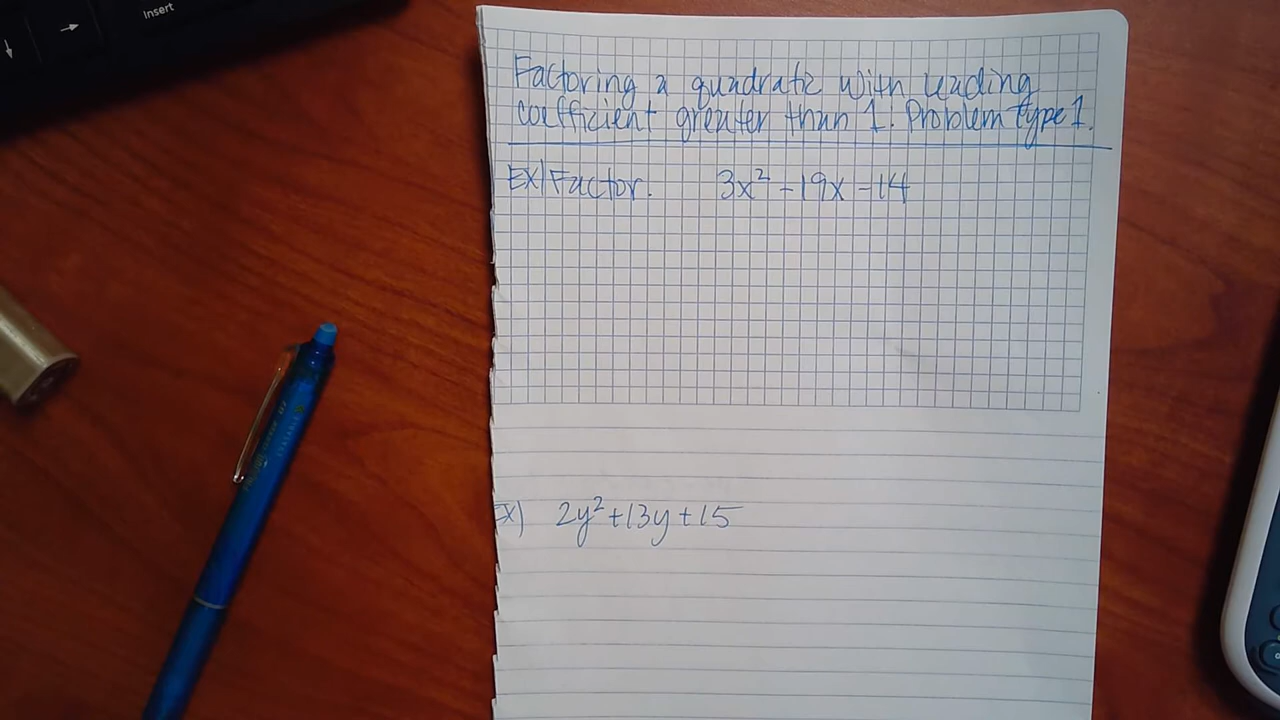 Insert
Factoring a quadratic with leading
coefficient greater than 1: Problem type 1.
EX) Factor. 3x² -19x -14
EX) 2y²+13y+15